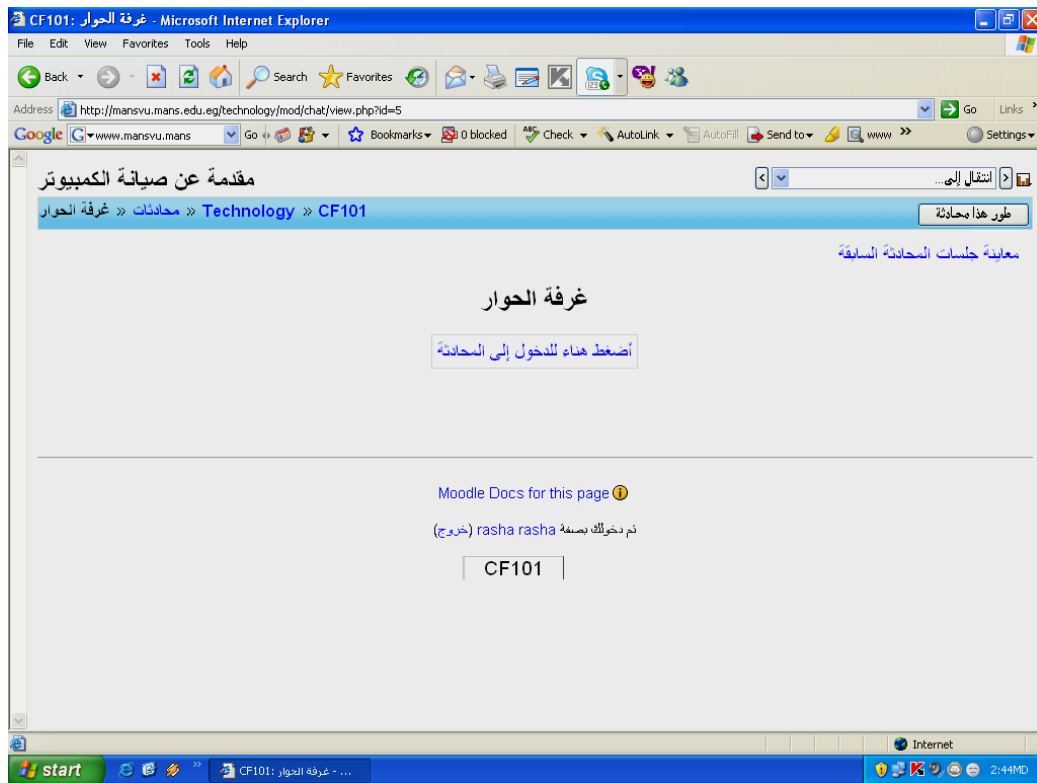 CF101: غرفة الحوار - Microsoft Internet Explorer
File Edit View Favorites Tools Help
Back Search Favorites
Address http://mansvu.mans.edu.eg/technology/mod/chat/view.php?id=5 Go Links
Google www.mansvu.mans Go Bookmarks 0 blocked Check AutoLink AutoFill Send to www Settings
مقدمة عن صيانة الكمبيوتر
انتقال إلى...
Technology » CF101 » محادثات » غرفة الحوار
طور هذا محادثة
معاينة جلسات المحادثة السابقة
غرفة الحوار
أضغط هناء للدخول إلى المحادثة
Moodle Docs for this page
تم دخولك بصفة rasha rasha (خروج)
CF101
Internet
start CF101: غرفة الحوار - ... 2:44MD